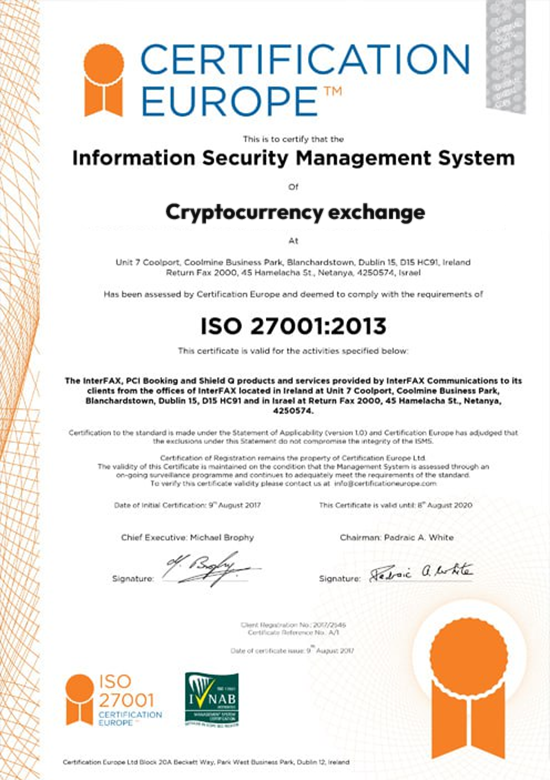 CERTIFICATION
EUROPE™
This is to certify that the
Information Security Management System
Of
Cryptocurrency exchange
At
Unit 7 Coolport, Coolmine Business Park, Blanchardstown, Dublin 15, D15 HC91, Ireland
Return Fax 2000, 45 Hamelacha St., Netanya, 4250574, Israel
Has been assessed by Certification Europe and deemed to comply with the requirements of
ISO 27001:2013
This certificate is valid for the activities specified below:
The InterFAX, PCI Booking and Shield Q products and services provided by InterFAX Communications to its
clients from the offices of InterFAX located in Ireland at Unit 7 Coolport, Coolmine Business Park,
Blanchardstown, Dublin 15, D15 HC91 and in Israel at Return Fax 2000, 45 Hamelacha St., Netanya,
4250574.
Certification to the standard is made under the Statement of Applicability (version 1.0) and Certification Europe has adjudged that
the exclusions under this Statement do not compromise the integrity of the ISMS.
Certification of Registration remains the property of Certification Europe Ltd.
The validity of this Certificate is maintained on the condition that the Management System is assessed through an
on-going surveillance programme and continues to adequately meet the requirements of the standard.
To verify this certificate validity please contact us at info@certificationeurope.com
Date of Initial Certification: 9th August 2017 This Certificate is valid until: 8th August 2020
Chief Executive: Michael Brophy Chairman: Padraic A. White
Signature: M. Brophy Signature: Padraic A. White
Client Registration No.: 2017/2546
Certificate Reference No. A/1
Date of certificate issue: 9th August 2017
ISO
27001
CERTIFICATION
EUROPE™
INAB
MANAGEMENT SYSTEM
CERTIFICATION
Certification Europe Ltd Block 20A Beckett Way, Park West Business Park, Dublin 12, Ireland